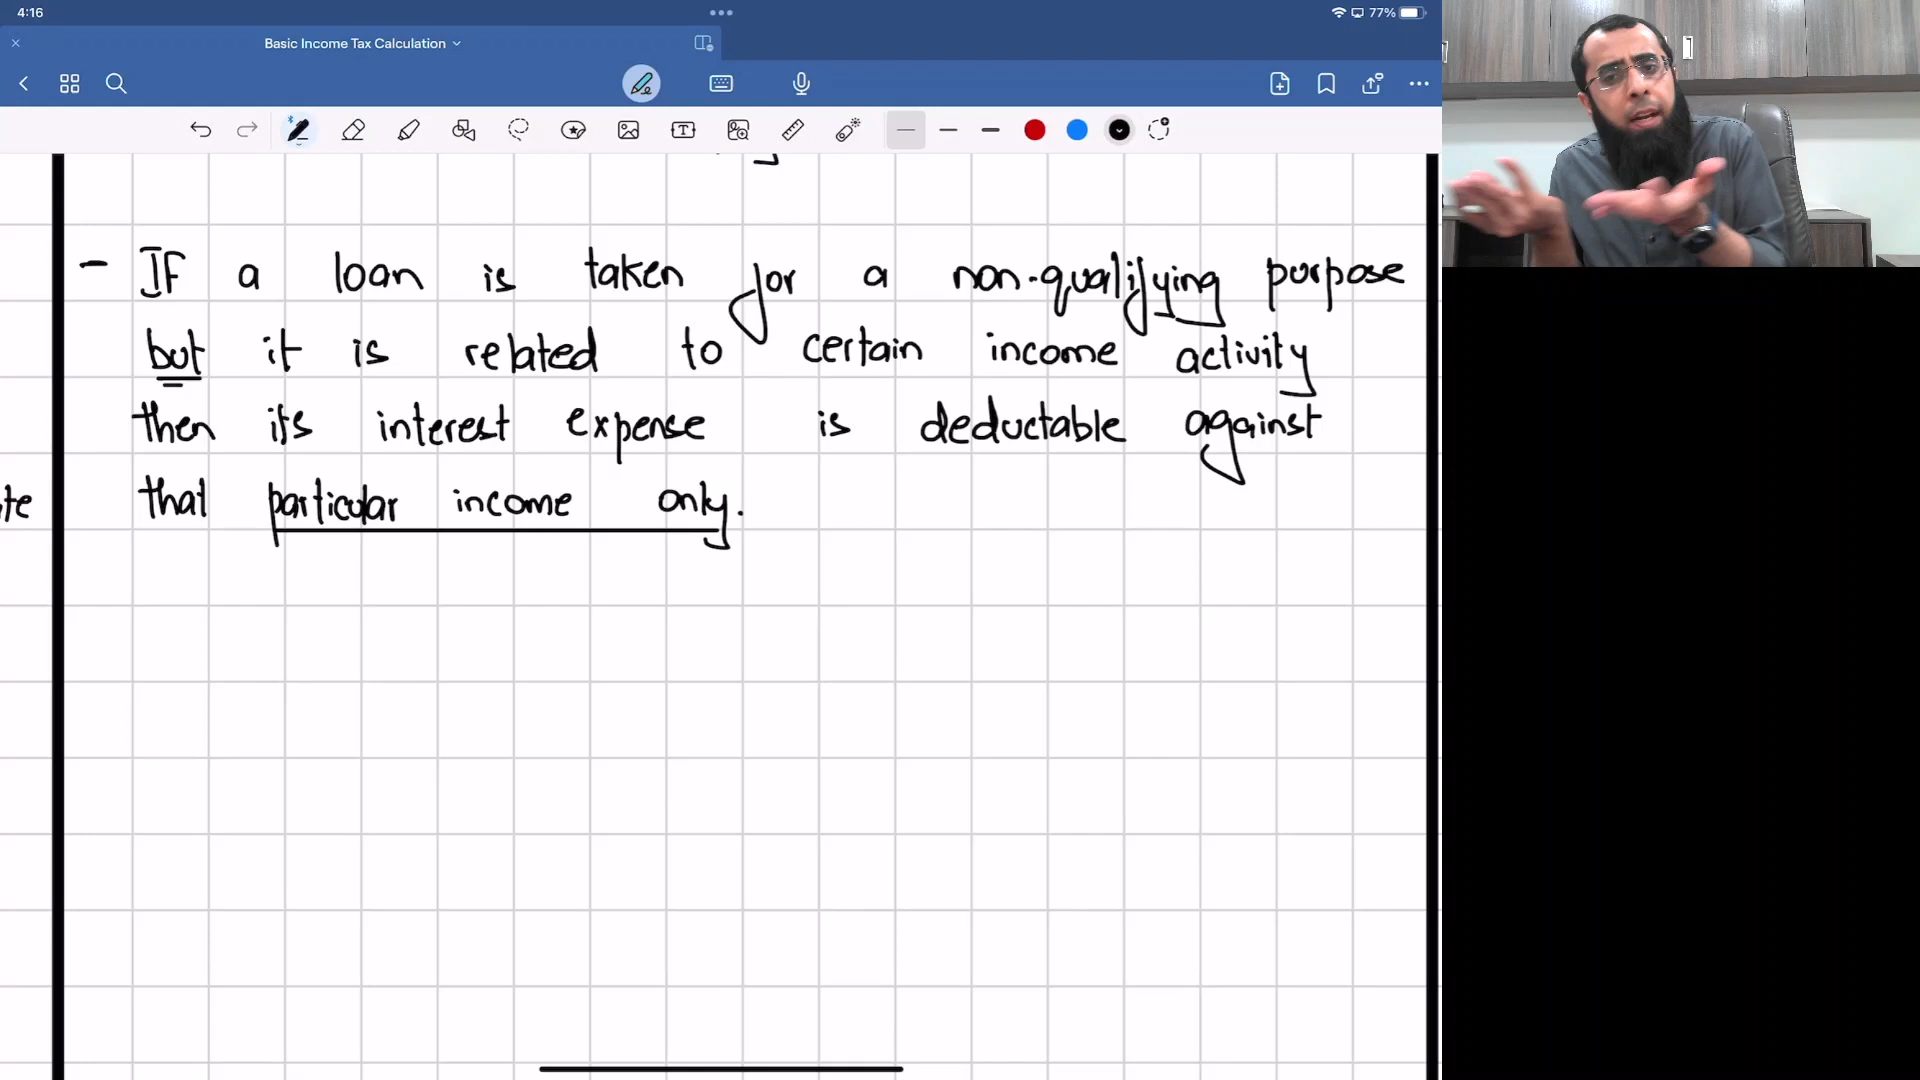 4:16
77%
Basic Income Tax Calculation
- IF a loan is taken for a non-qualifying purpose
but it is related to certain income activity
then its interest expense is deductable against
te that particular income only.